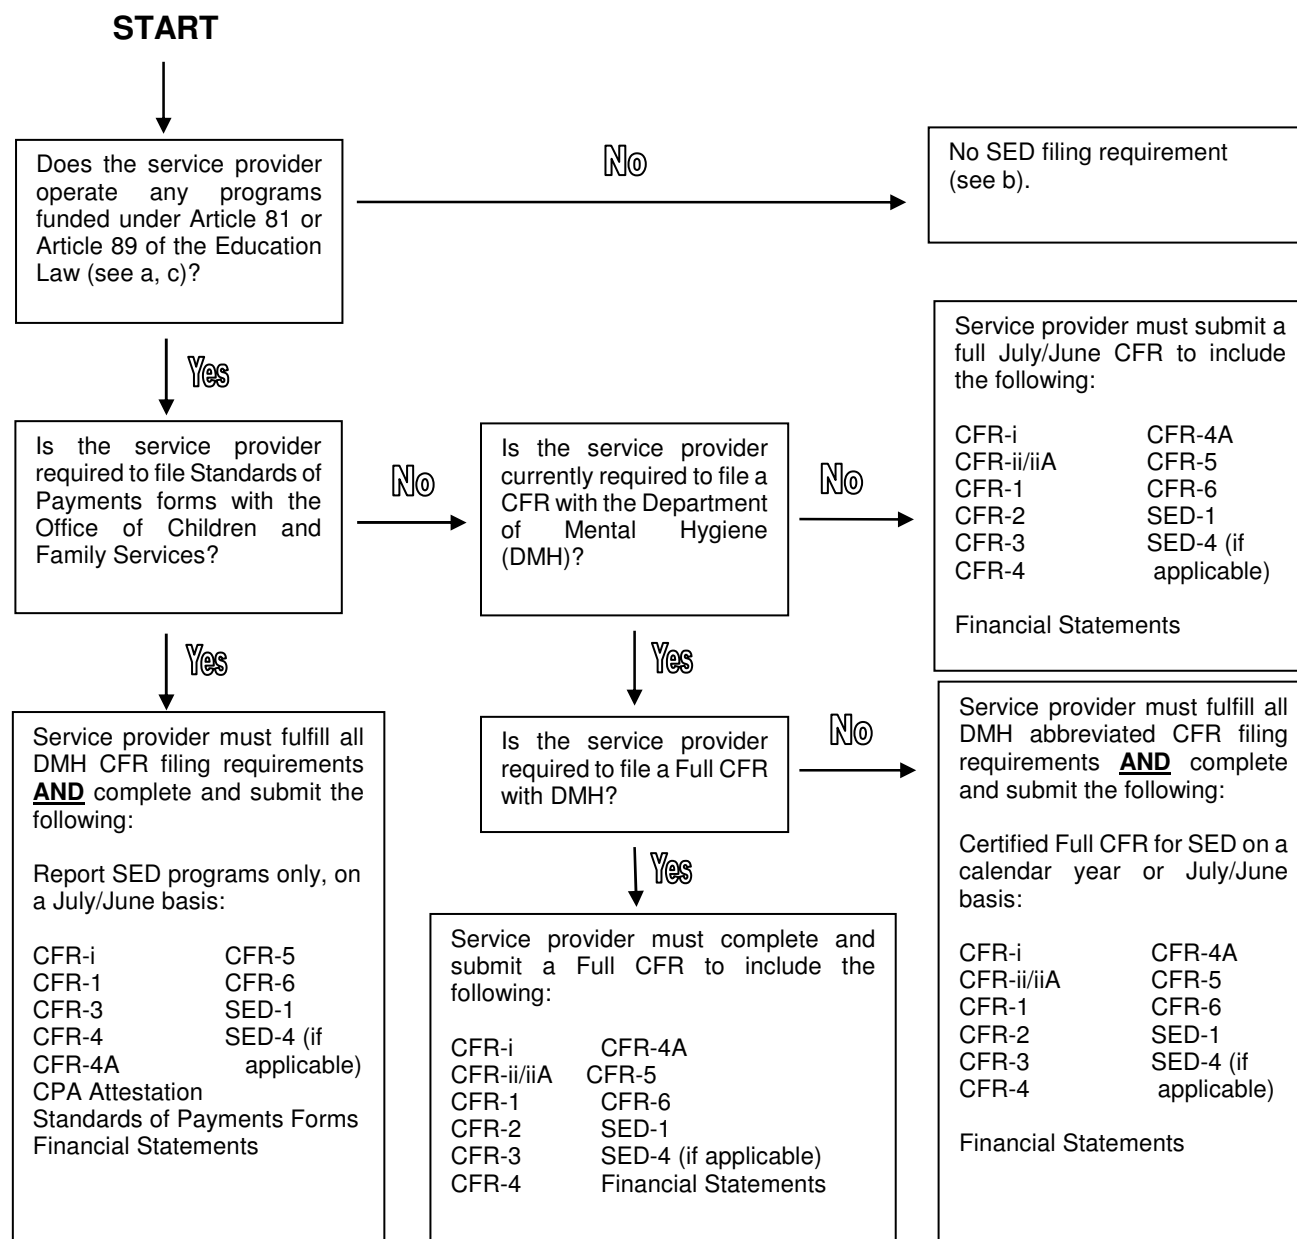 START
Does the service provider
operate any programs
funded under Article 81 or
Article 89 of the Education
Law (see a, c)?
No
No SED filing requirement
(see b).
Yes
Is the service provider
required to file Standards of
Payments forms with the
Office of Children and
Family Services?
No
Is the service provider
currently required to file a
CFR with the Department
of Mental Hygiene
(DMH)?
No
Service provider must submit a
full July/June CFR to include
the following:
CFR-i CFR-4A
CFR-ii/iiA CFR-5
CFR-1 CFR-6
CFR-2 SED-1
CFR-3 SED-4 (if
CFR-4 applicable)
Financial Statements
Yes
Yes
Service provider must fulfill all
DMH CFR filing requirements
AND complete and submit the
following:
Report SED programs only, on
a July/June basis:
CFR-i CFR-5
CFR-1 CFR-6
CFR-3 SED-1
CFR-4 SED-4 (if
CFR-4A applicable)
CPA Attestation
Standards of Payments Forms
Financial Statements
Is the service provider
required to file a Full CFR
with DMH?
No
Yes
Service provider must complete and
submit a Full CFR to include the
following:
CFR-i CFR-4A
CFR-ii/iiA CFR-5
CFR-1 CFR-6
CFR-2 SED-1
CFR-3 SED-4 (if applicable)
CFR-4 Financial Statements
Service provider must fulfill all
DMH abbreviated CFR filing
requirements AND complete
and submit the following:
Certified Full CFR for SED on a
calendar year or July/June
basis:
CFR-i CFR-4A
CFR-ii/iiA CFR-5
CFR-1 CFR-6
CFR-2 SED-1
CFR-3 SED-4 (if
CFR-4 applicable)
Financial Statements